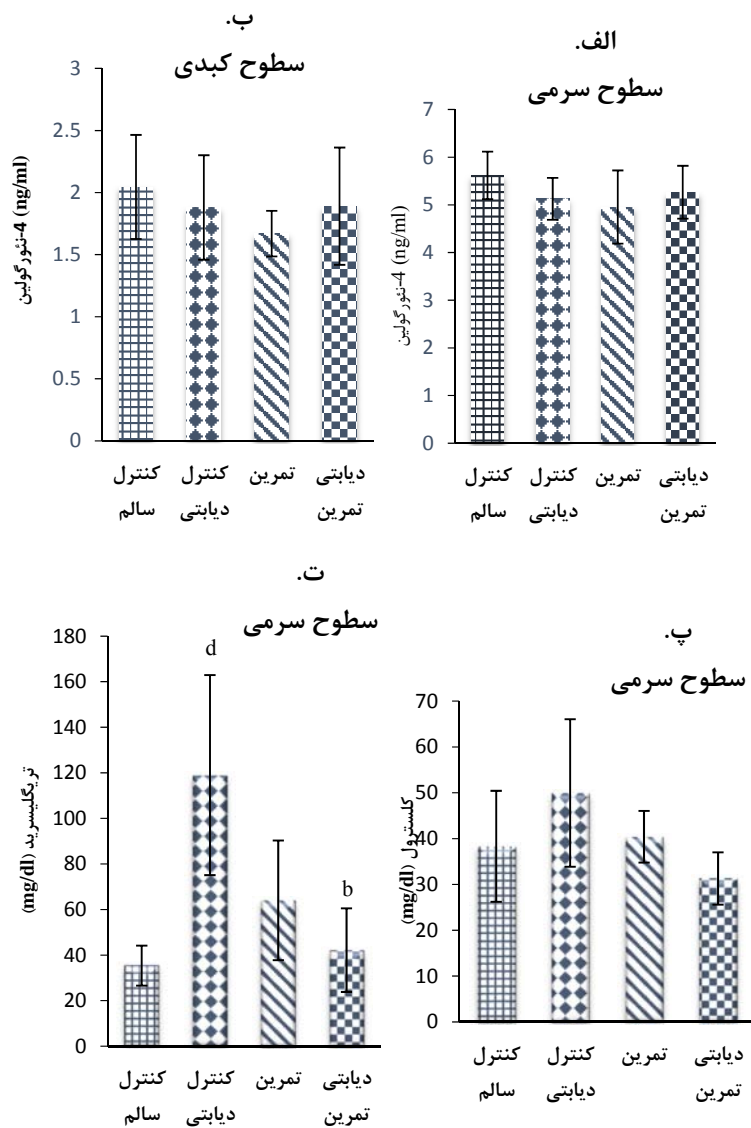 الف.
سطوح سرمی
نئورگولین-4 (ng/ml)
7
6
5
4
3
2
1
0
کنترل سالم
کنترل دیابتی
تمرین
دیابتی تمرین
ب.
سطوح کبدی
نئورگولین-4 (ng/ml)
3
2.5
2
1.5
1
0.5
0
کنترل سالم
کنترل دیابتی
تمرین
دیابتی تمرین
پ.
سطوح سرمی
کلسترول (mg/dl)
70
60
50
40
30
20
10
0
کنترل سالم
کنترل دیابتی
تمرین
دیابتی تمرین
ت.
سطوح سرمی
تریگلیسرید (mg/dl)
180
160
140
120
100
80
60
40
20
0
d
b
کنترل سالم
کنترل دیابتی
تمرین
دیابتی تمرین